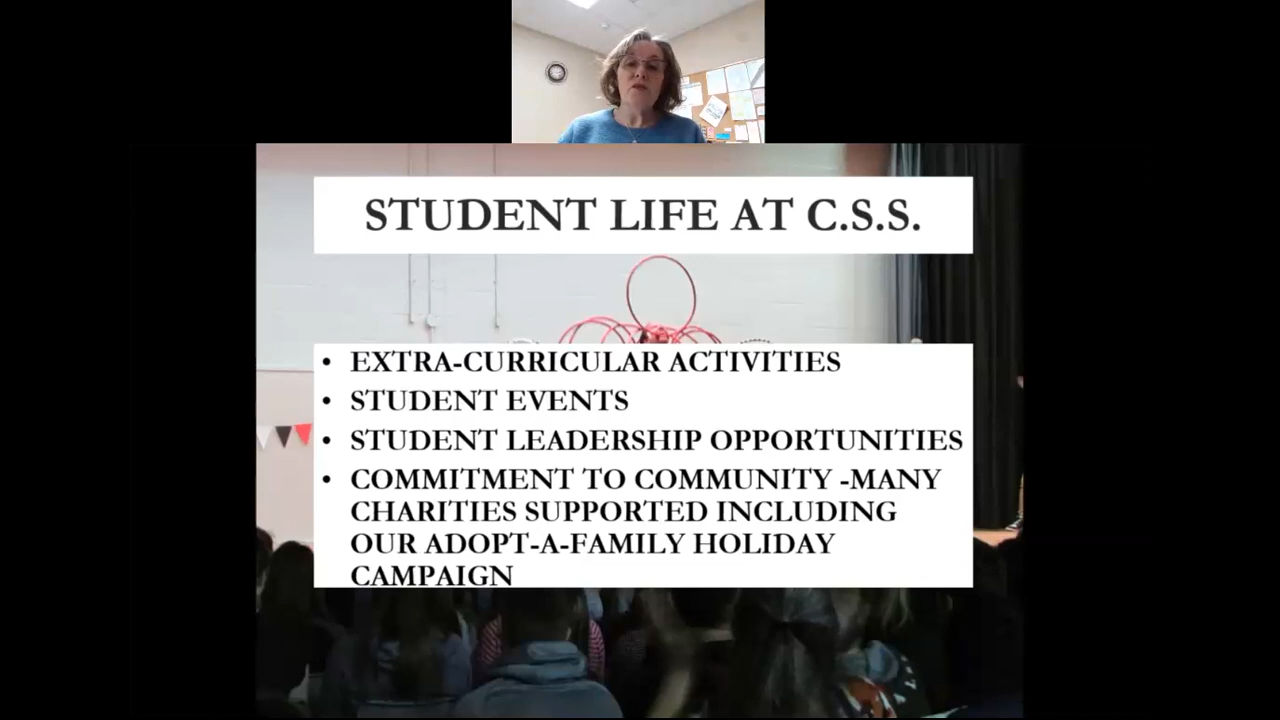 STUDENT LIFE AT C.S.S.
• EXTRA-CURRICULAR ACTIVITIES
• STUDENT EVENTS
• STUDENT LEADERSHIP OPPORTUNITIES
• COMMITMENT TO COMMUNITY -MANY
CHARITIES SUPPORTED INCLUDING
OUR ADOPT-A-FAMILY HOLIDAY
CAMPAIGN